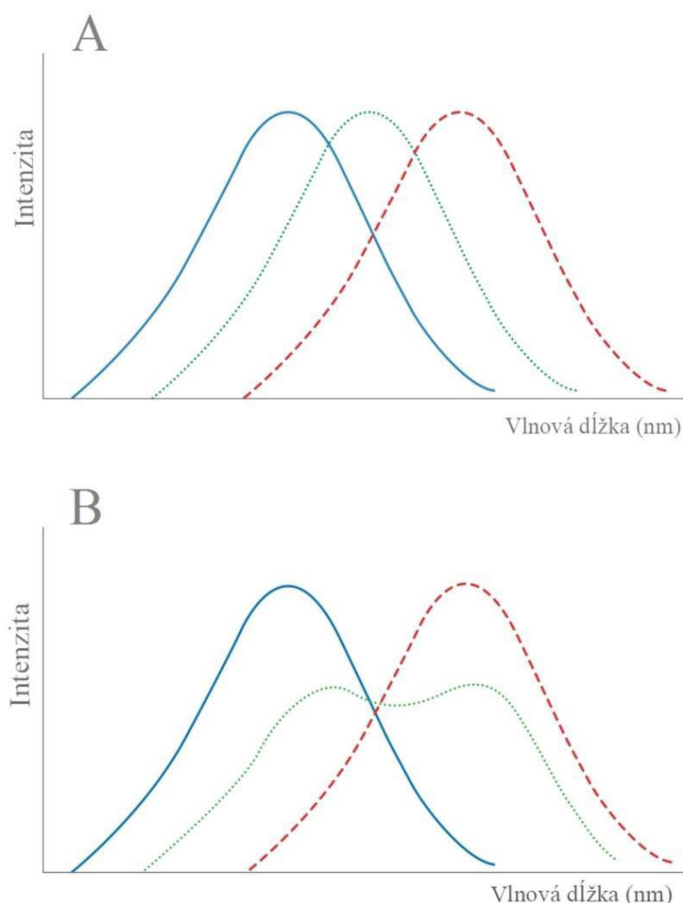 A
Intenzita
Vlnová dĺžka (nm)
B
Intenzita
Vlnová dĺžka (nm)